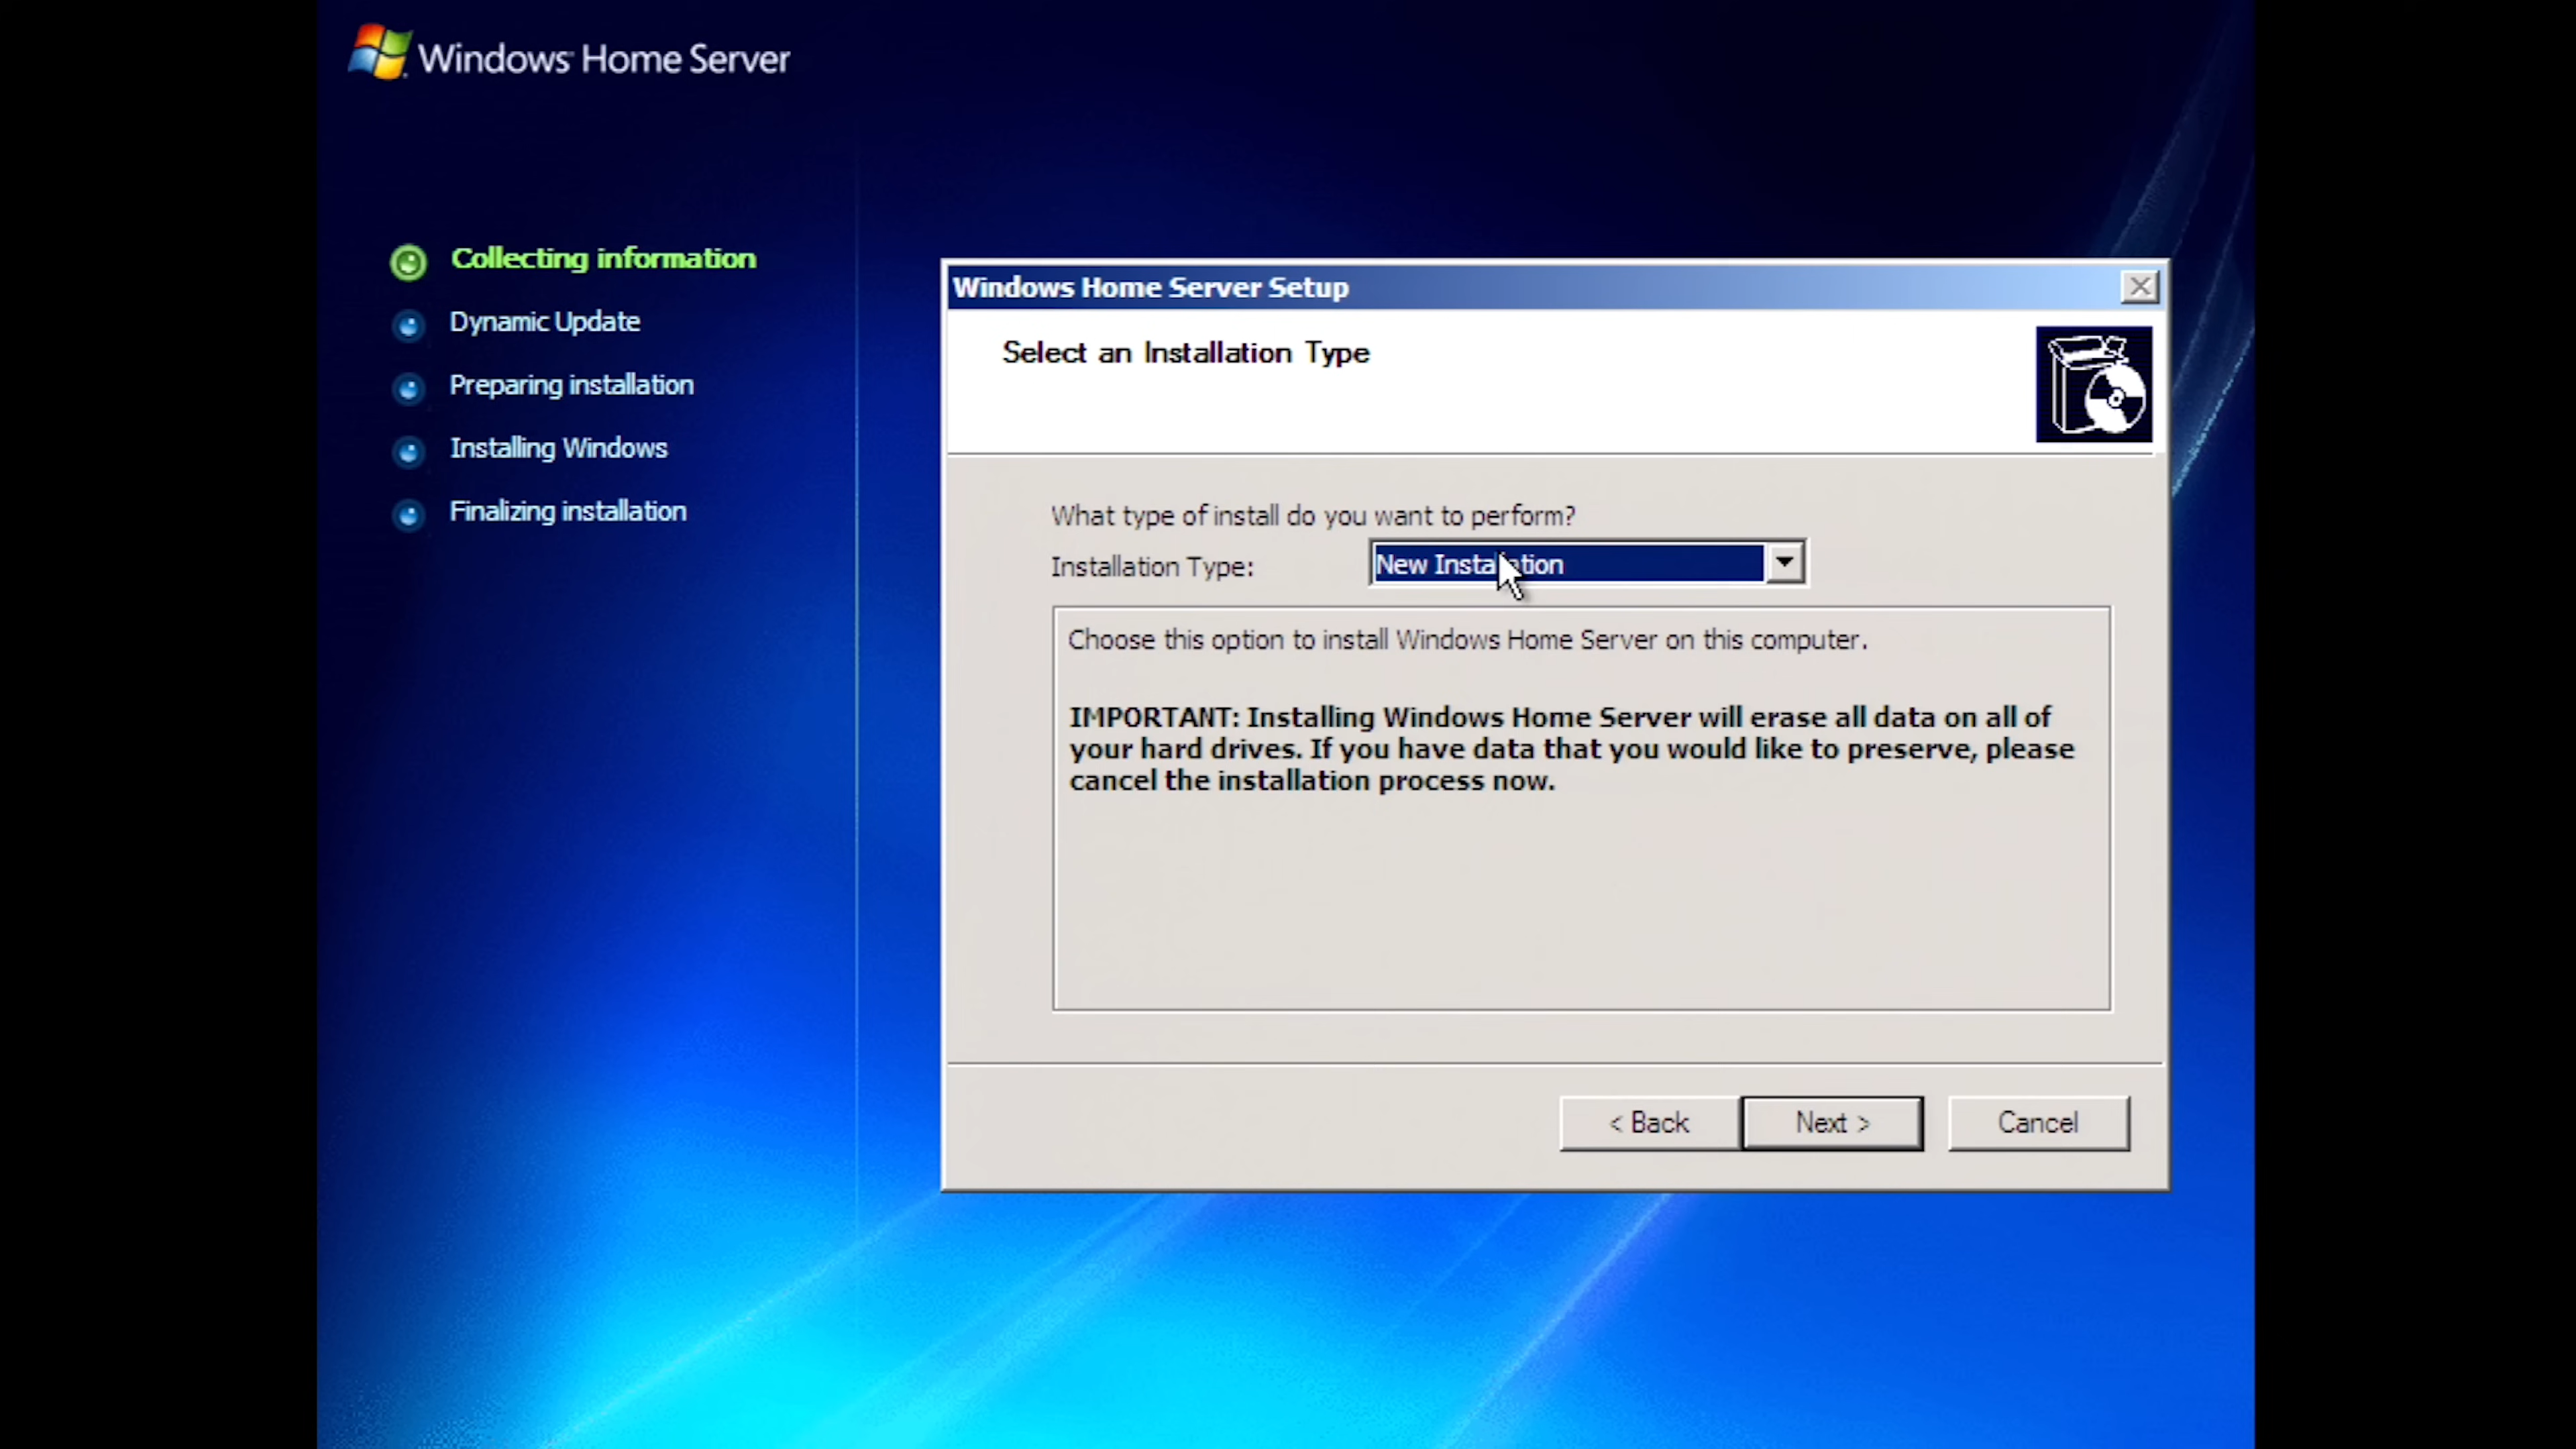 Windows Home Server
Collecting information
Dynamic Update
Preparing installation
Installing Windows
Finalizing installation
Windows Home Server Setup
Select an Installation Type
What type of install do you want to perform?
Installation Type:
New Installation
Choose this option to install Windows Home Server on this computer.
IMPORTANT: Installing Windows Home Server will erase all data on all of
your hard drives. If you have data that you would like to preserve, please
cancel the installation process now.
< Back
Next >
Cancel